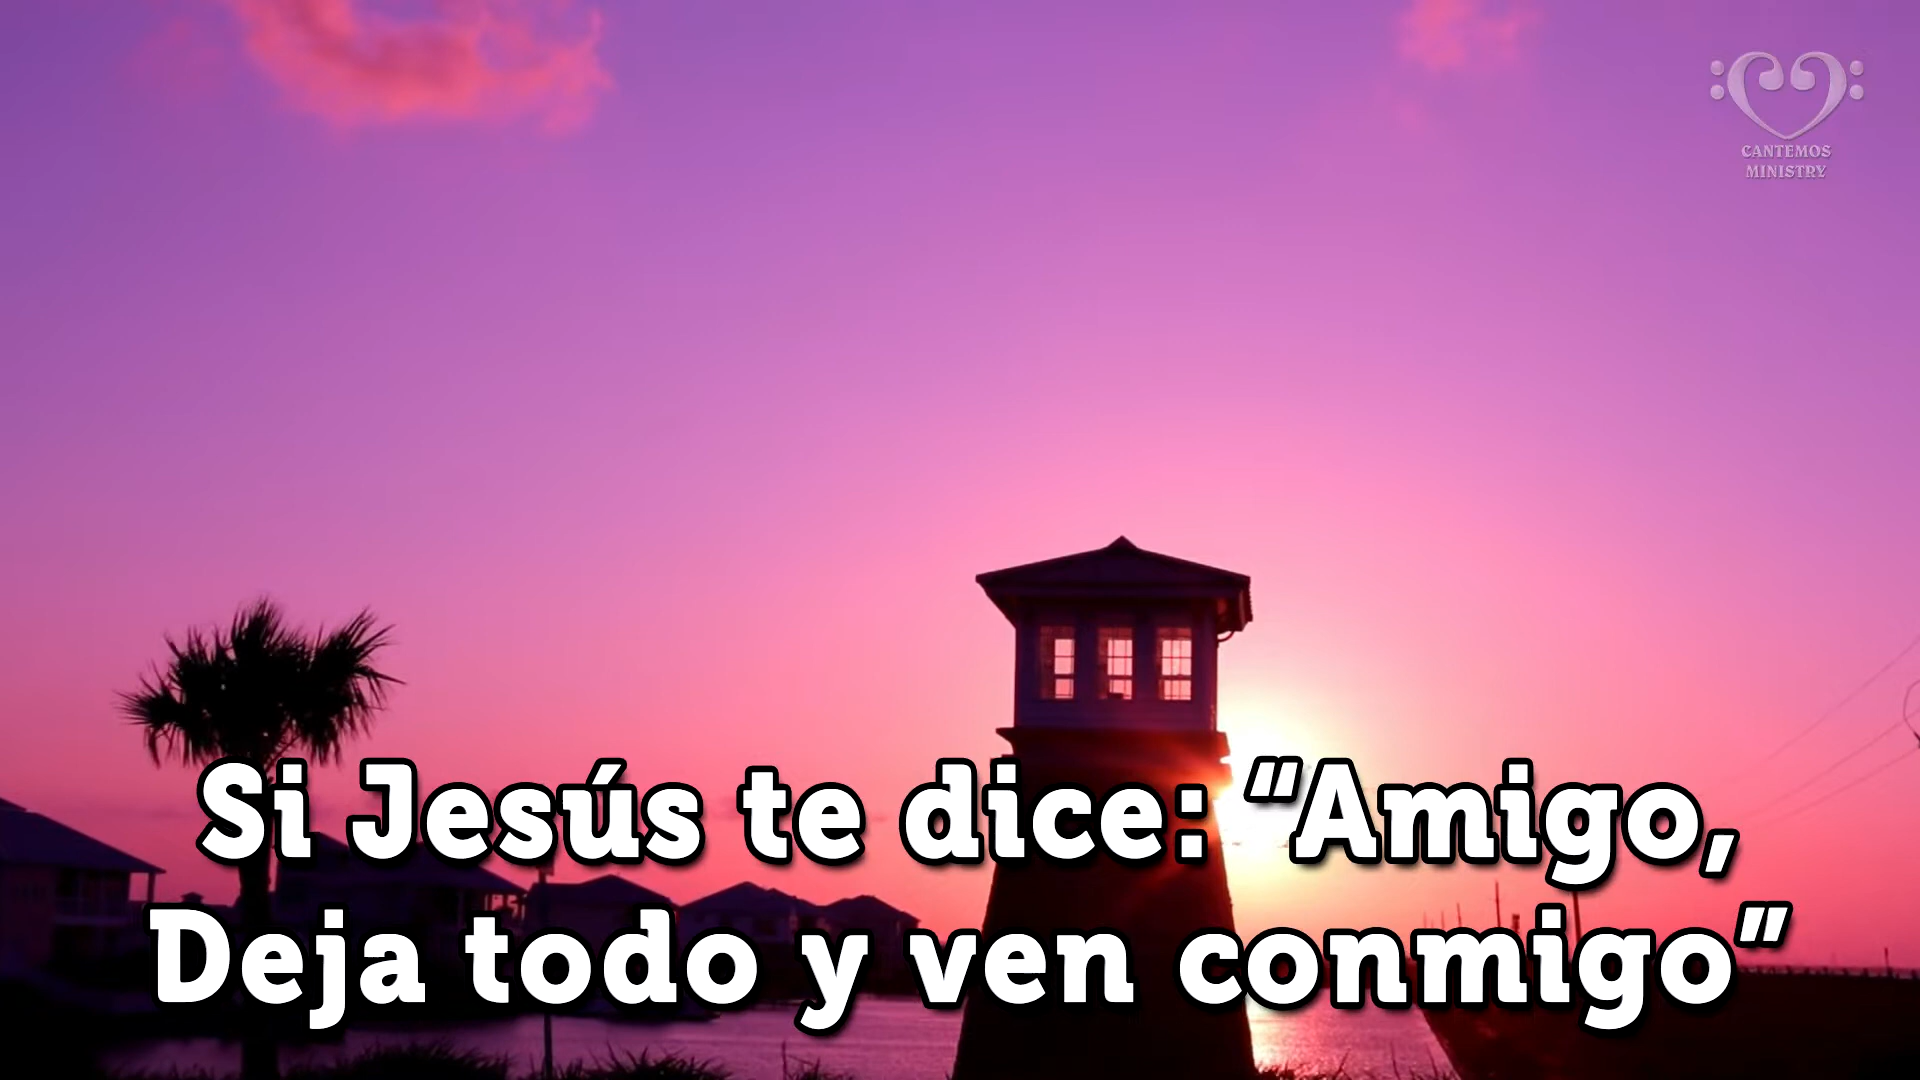 CANTEMOS
MINISTRY
Si Jesús te dice: “Amigo,
Deja todo y ven conmigo”